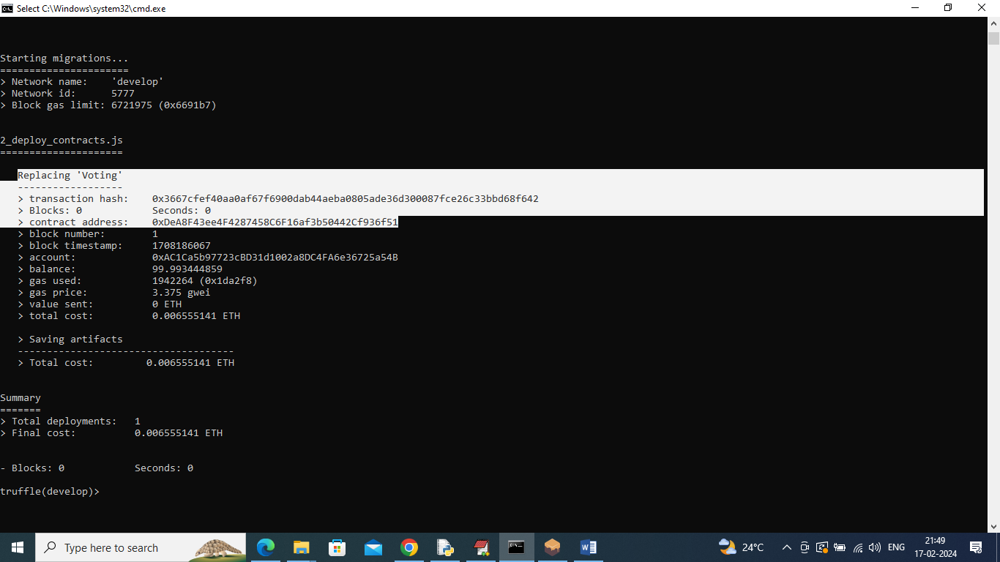 Select C:\Windows\system32\cmd.exe
Starting migrations...
======================
> Network name:    'develop'
> Network id:      5777
> Block gas limit: 6721975 (0x6691b7)
2_deploy_contracts.js
=====================
Replacing 'Voting'
------------------
> transaction hash:    0x3667cfef40aa0af67f6900dab44aeba0805ade36d300087fce26c33bbd68f642
> Blocks: 0            Seconds: 0
> contract address:    0xDeA8F43ee4F4287458C6F16af3b50442Cf936f51
> block number:        1
> block timestamp:     1708186067
> account:             0xAC1Ca5b97723cBD31d1002a8DC4FA6e36725a54B
> balance:             99.993444859
> gas used:            1942264 (0x1da2f8)
> gas price:           3.375 gwei
> value sent:          0 ETH
> total cost:          0.006555141 ETH
> Saving artifacts
-------------------------------------
> Total cost:         0.006555141 ETH
Summary
=======
> Total deployments:   1
> Final cost:          0.006555141 ETH
- Blocks: 0            Seconds: 0
truffle(develop)>
Type here to search
24°C
ENG
21:49
17-02-2024